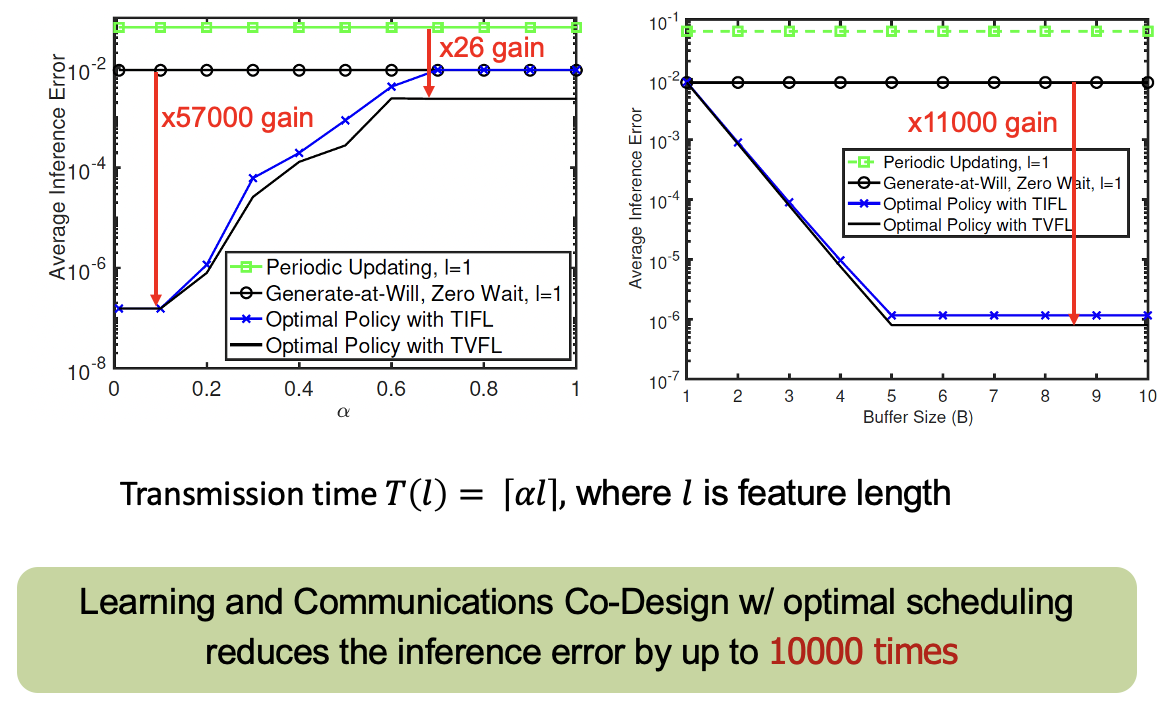 x26 gain
x57000 gain
Average Inference Error
10^-2
10^-4
10^-6
10^-8
Periodic Updating, l=1
Generate-at-Will, Zero Wait, l=1
Optimal Policy with TIFL
Optimal Policy with TVFL
0 0.2 0.4 0.6 0.8 1
α
10^-1
10^-2
10^-3
10^-4
10^-5
10^-6
10^-7
Average Inference Error
x11000 gain
Periodic Updating, l=1
Generate-at-Will, Zero Wait, l=1
Optimal Policy with TIFL
Optimal Policy with TVFL
1 2 3 4 5 6 7 8 9 10
Buffer Size (B)
Transmission time T(l) = ⌈αl⌉, where l is feature length
Learning and Communications Co-Design w/ optimal scheduling
reduces the inference error by up to 10000 times